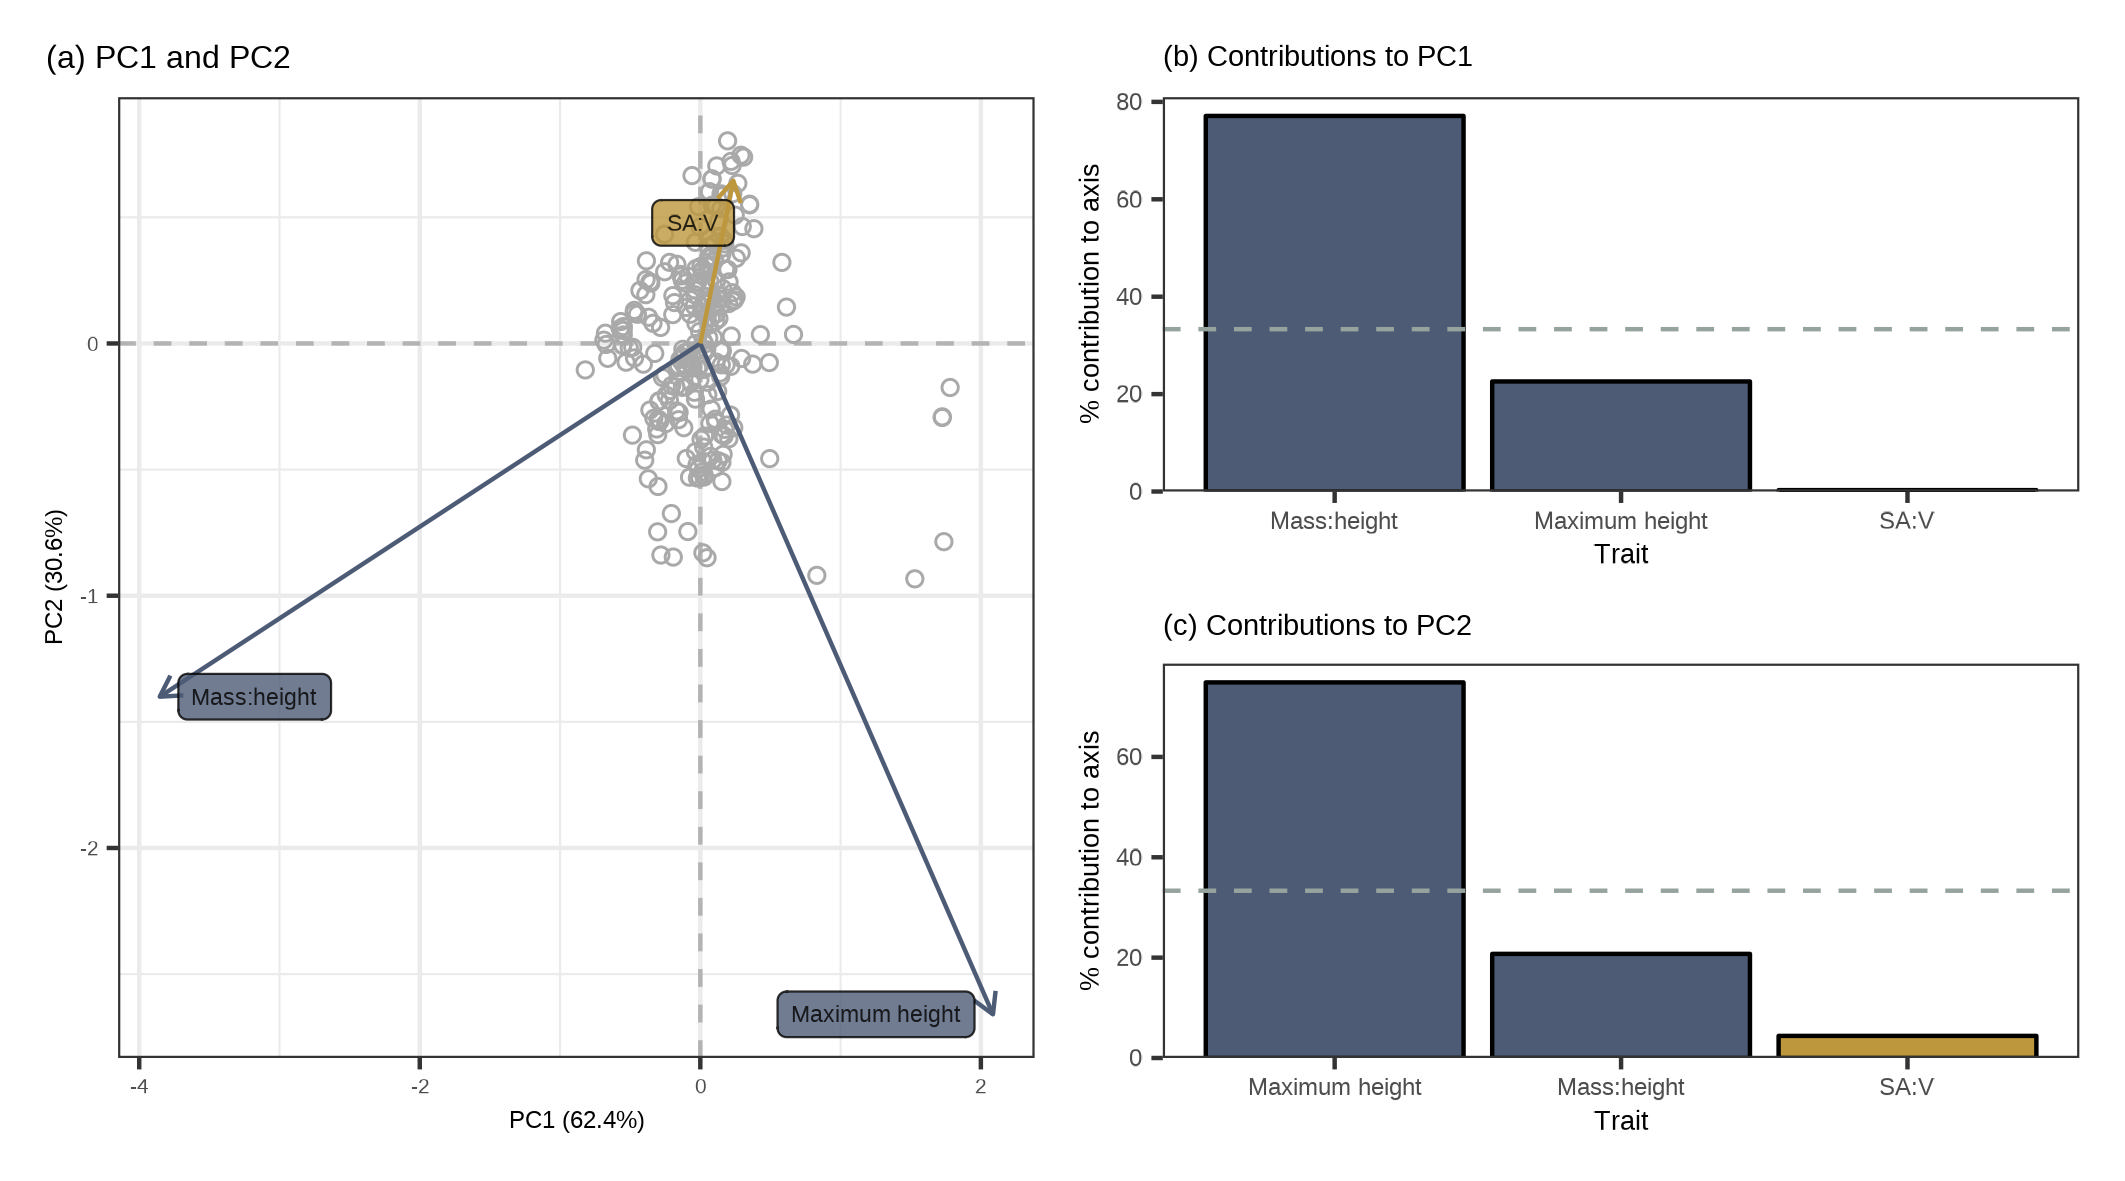 (a) PC1 and PC2
SA:V
Mass:height
Maximum height
0
-1
-2
PC2 (30.6%)
-4
-2
0
2
PC1 (62.4%)
(b) Contributions to PC1
80
60
40
20
0
% contribution to axis
Mass:height
Maximum height
SA:V
Trait
(c) Contributions to PC2
60
40
20
0
% contribution to axis
Maximum height
Mass:height
SA:V
Trait